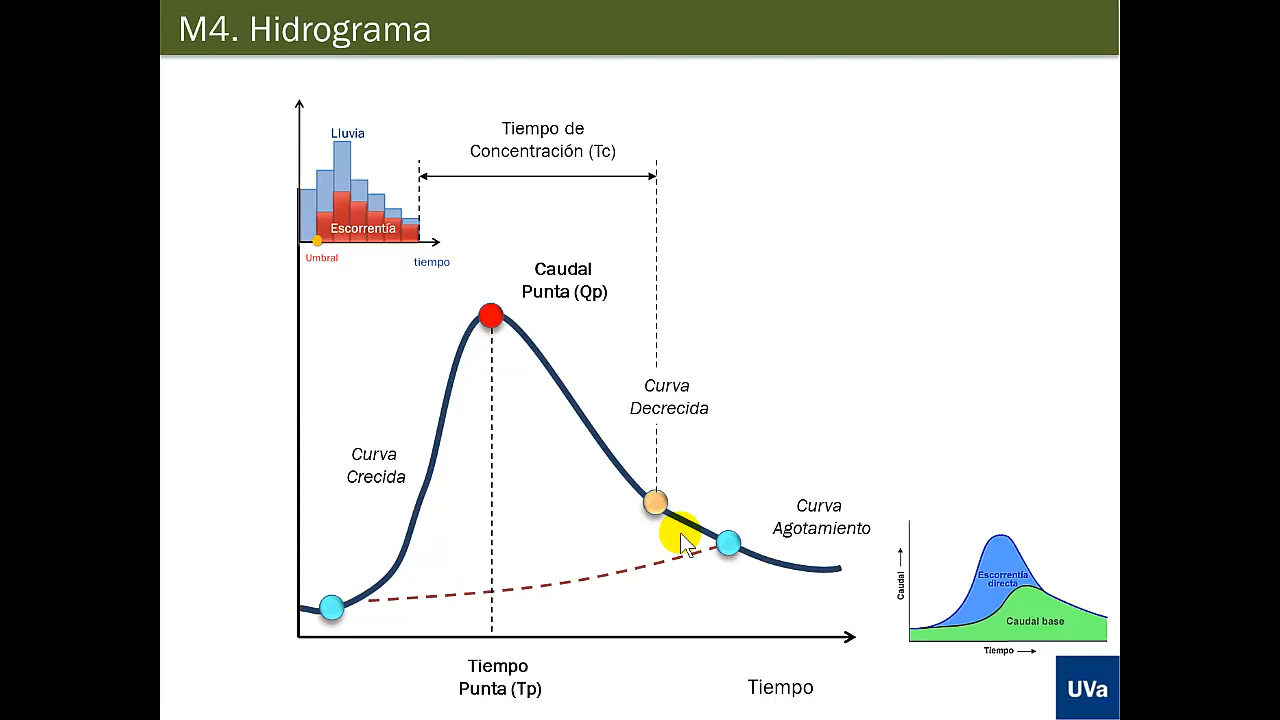 M4. Hidrograma
Lluvia
Escorrentía
Umbral
tiempo
Tiempo de
Concentración (Tc)
Caudal
Punta (Qp)
Curva
Decrecida
Curva
Crecida
Curva
Agotamiento
Caudal
Escorrentía
directa
Caudal base
Tiempo
Tiempo
Punta (Tp)
Tiempo
UVa